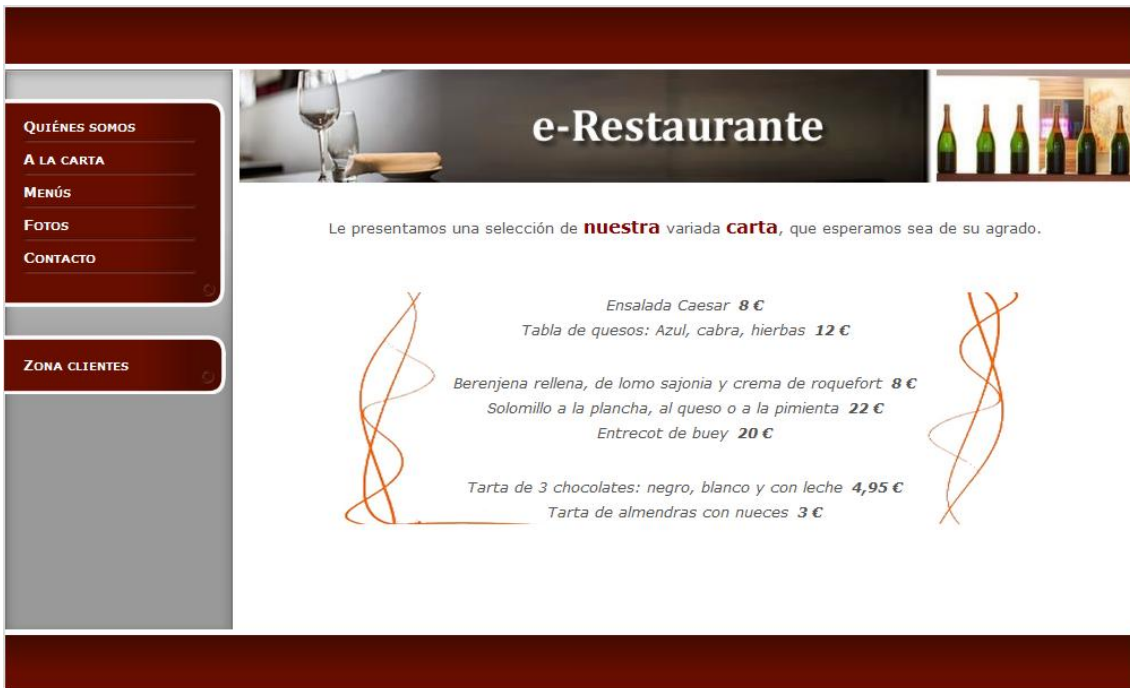 e-Restaurante
Quiénes somos
A la carta
Menús
Fotos
Contacto
Zona clientes
Le presentamos una selección de nuestra variada carta, que esperamos sea de su agrado.
Ensalada Caesar 8 €
Tabla de quesos: Azul, cabra, hierbas 12 €
Berenjena rellena, de lomo sajonia y crema de roquefort 8 €
Solomillo a la plancha, al queso o a la pimienta 22 €
Entrecot de buey 20 €
Tarta de 3 chocolates: negro, blanco y con leche 4,95 €
Tarta de almendras con nueces 3 €